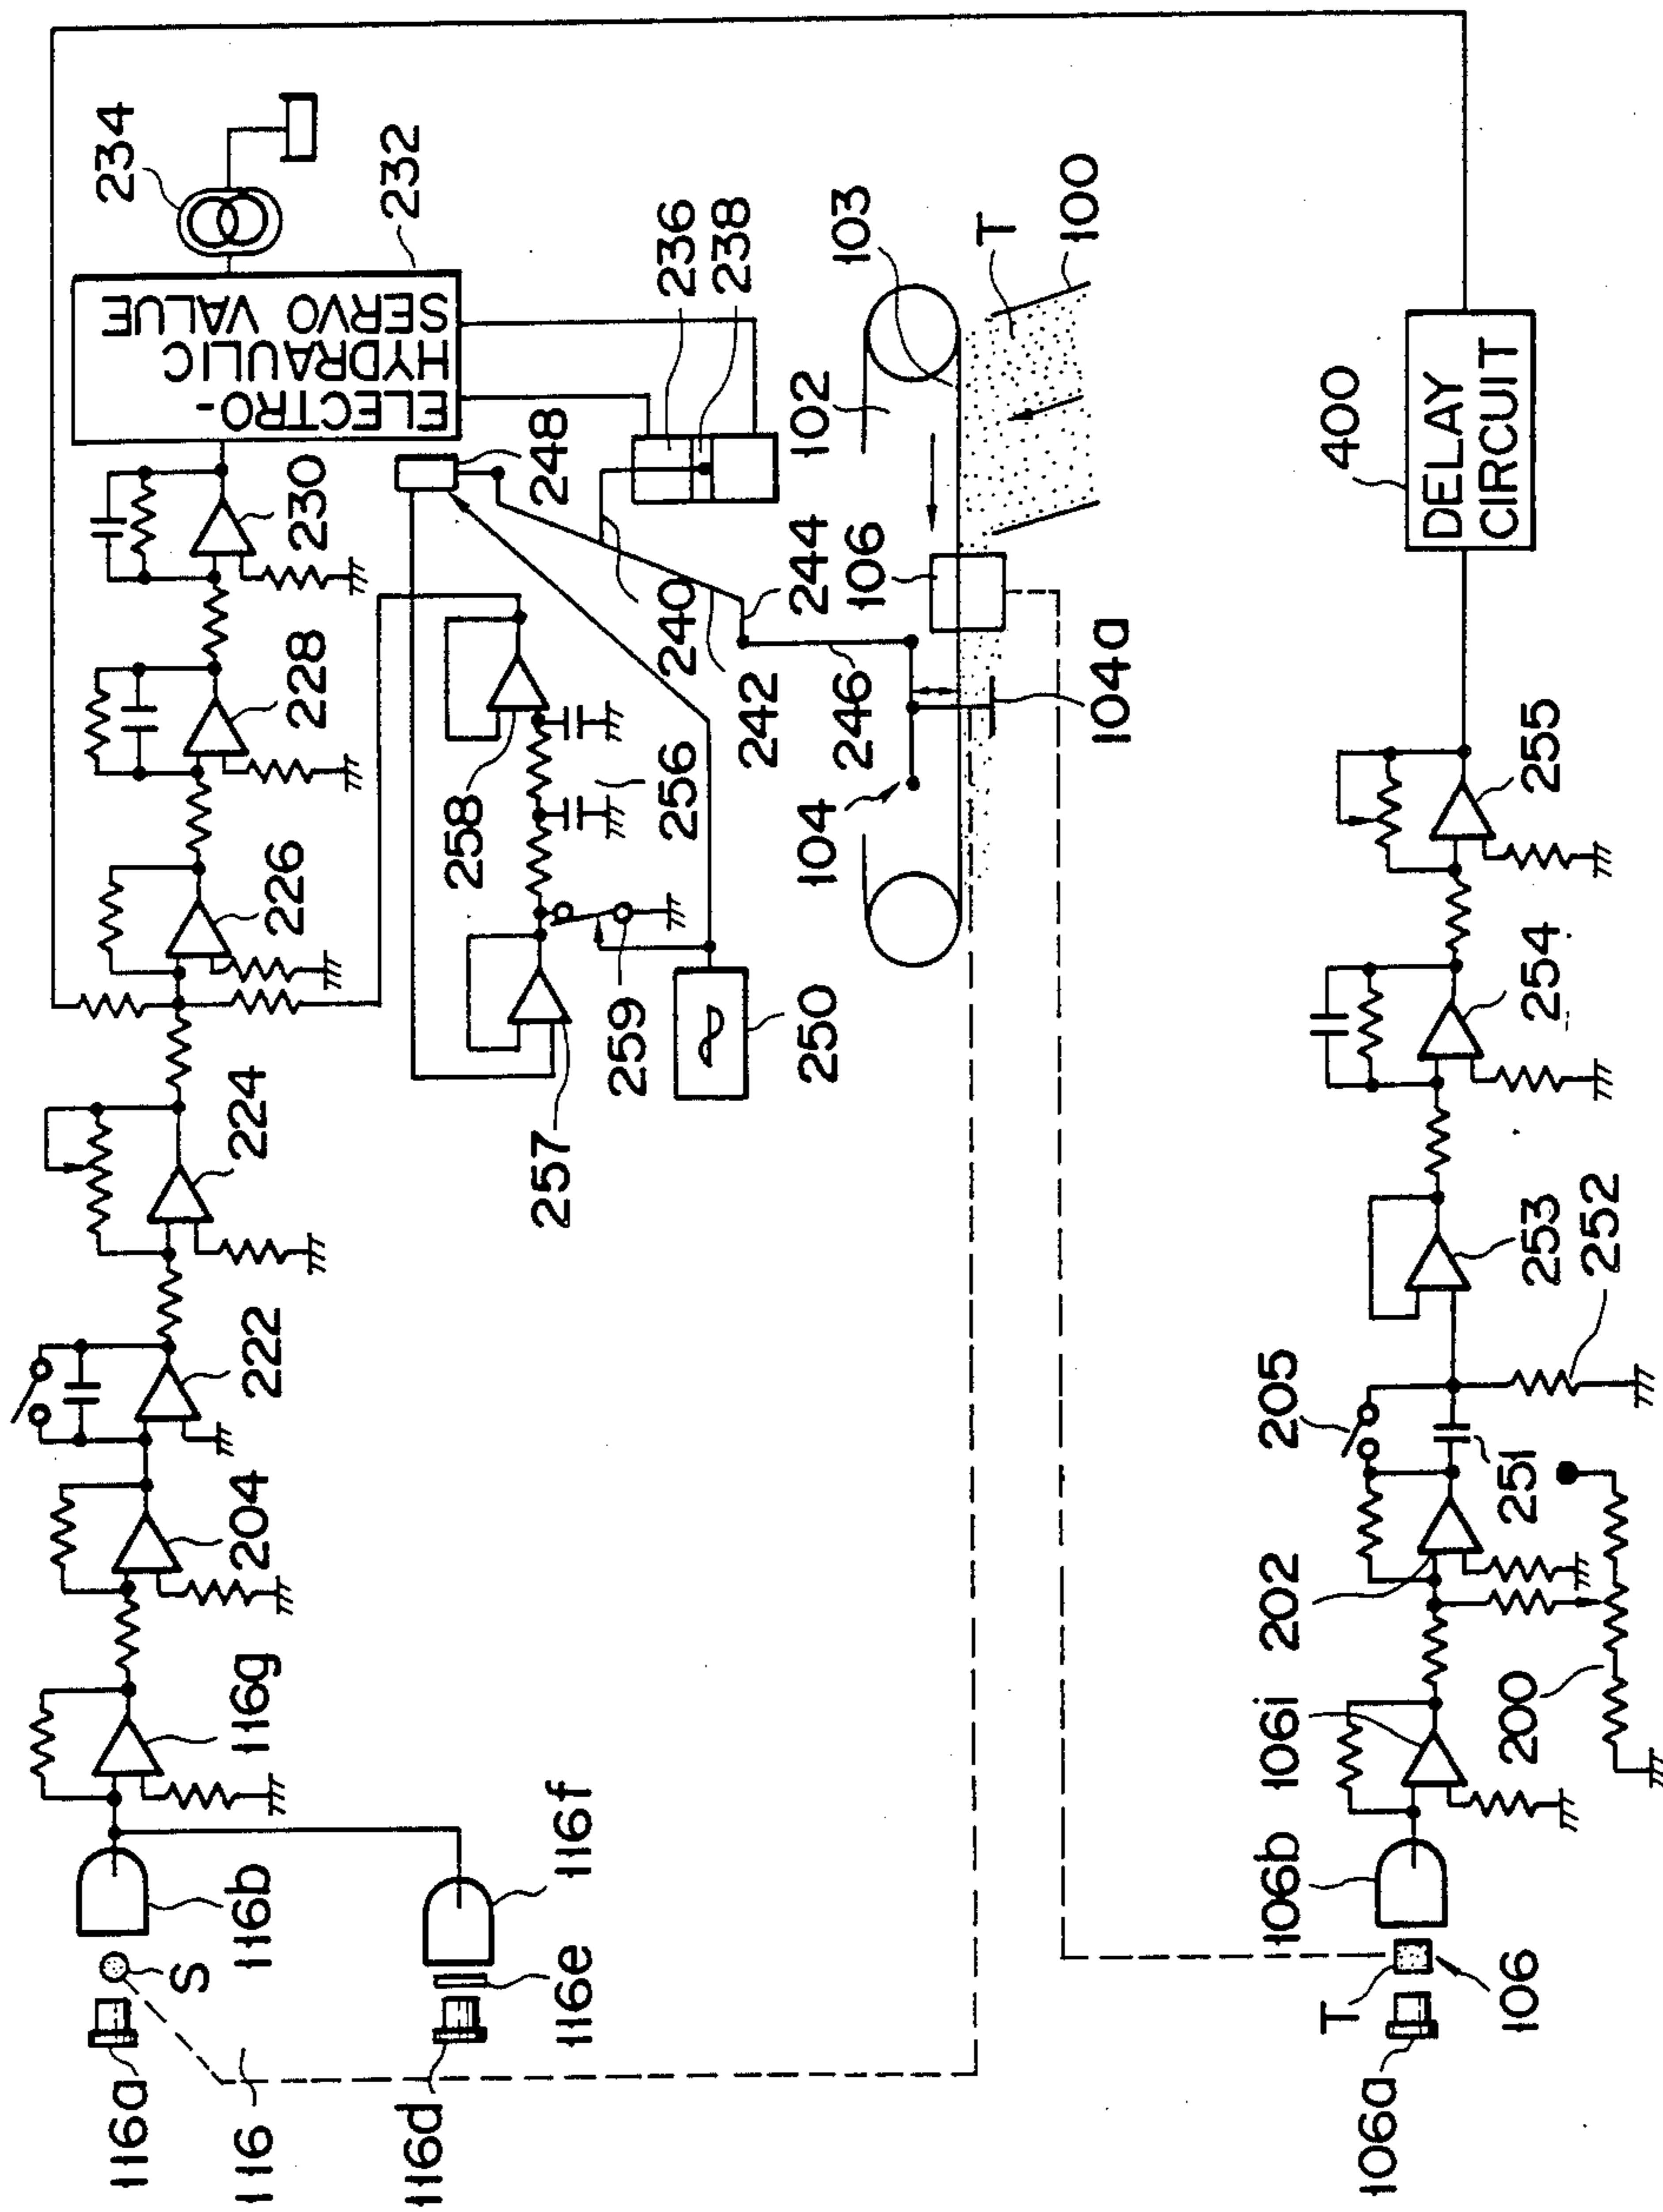 116a
116
S
116b
116d
116e
116f
116g
204
222
224
226
228
230
234
ELECTRO-
HYDRAULIC
SERVO VALUE
232
257
259
250
258
256
248
236
238
240
242
244
246
104
104a
106
102
103
T
100
106a
T
106
106b
106i
200
202
205
251
252
253
254
255
400
DELAY
CIRCUIT